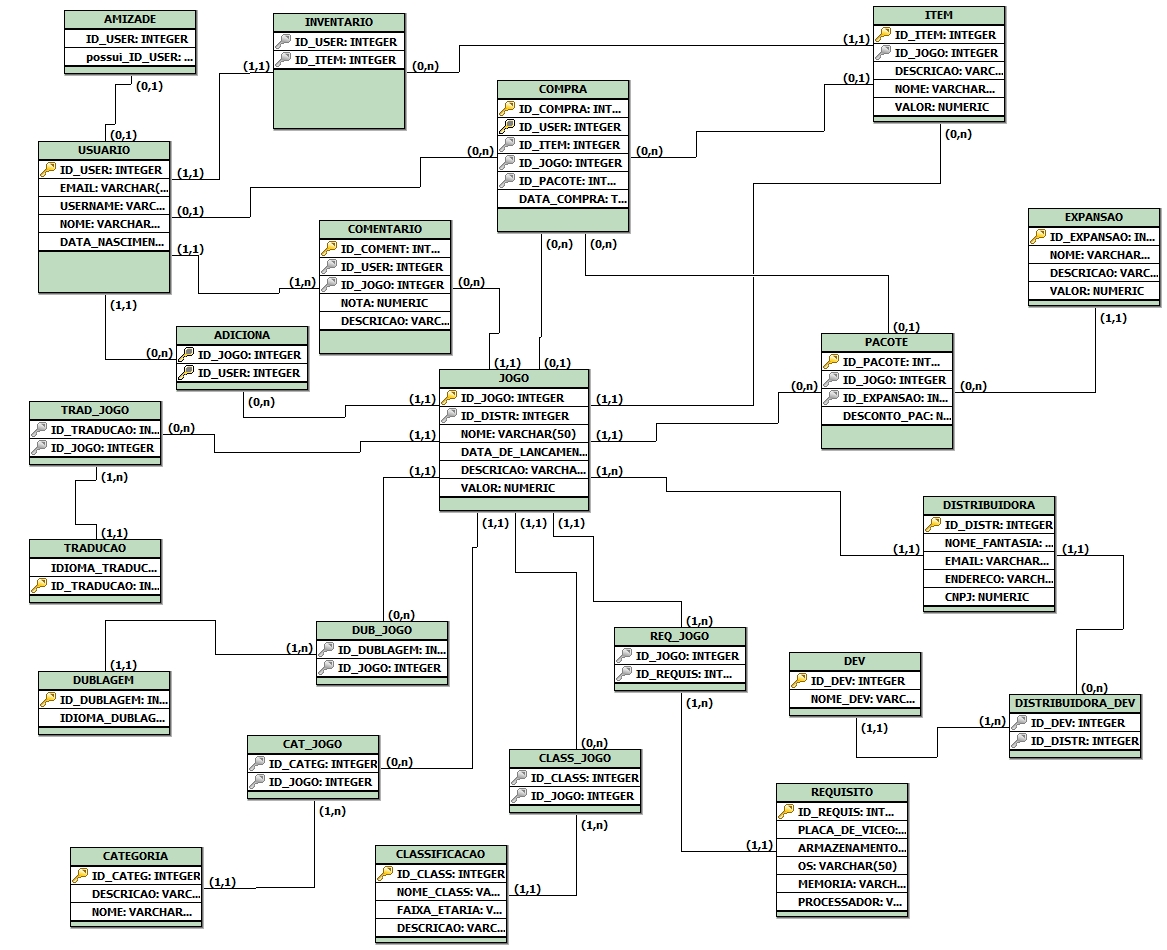 AMIZADE
ID_USER: INTEGER
possui_ID_USER: ...
(0,1)
INVENTARIO
ID_USER: INTEGER
ID_ITEM: INTEGER
(1,1)
(0,n)
ITEM
ID_ITEM: INTEGER
ID_JOGO: INTEGER
DESCRICAO: VARC...
NOME: VARCHAR...
VALOR: NUMERIC
(1,1)
(0,1)
(0,n)
COMPRA
ID_COMPRA: INT...
ID_USER: INTEGER
ID_ITEM: INTEGER
ID_JOGO: INTEGER
ID_PACOTE: INT...
DATA_COMPRA: T...
(0,n)
(0,n)
(0,n)
(0,n)
(0,1)
USUARIO
ID_USER: INTEGER
EMAIL: VARCHAR(...
USERNAME: VARC...
NOME: VARCHAR...
DATA_NASCIMEN...
(1,1)
(0,1)
(1,1)
(1,1)
COMENTARIO
ID_COMENT: INT...
ID_USER: INTEGER
ID_JOGO: INTEGER
NOTA: NUMERIC
DESCRICAO: VARC...
(1,n)
(0,n)
EXPANSAO
ID_EXPANSAO: IN...
NOME: VARCHAR...
DESCRICAO: VARC...
VALOR: NUMERIC
(1,1)
ADICIONA
ID_JOGO: INTEGER
ID_USER: INTEGER
(0,n)
(0,n)
(0,1)
PACOTE
ID_PACOTE: INT...
ID_JOGO: INTEGER
ID_EXPANSAO: IN...
DESCONTO_PAC: N...
(0,n)
(0,n)
(1,1)
(0,1)
JOGO
ID_JOGO: INTEGER
ID_DISTR: INTEGER
NOME: VARCHAR(50)
DATA_DE_LANCAMEN...
DESCRICAO: VARCHA...
VALOR: NUMERIC
(1,1)
(1,1)
(1,1)
(1,1)
(1,1)
(1,n)
(1,1)
(1,1)
(1,1)
TRAD_JOGO
ID_TRADUCAO: IN...
ID_JOGO: INTEGER
(0,n)
(1,n)
(1,1)
TRADUCAO
IDIOMA_TRADUC...
ID_TRADUCAO: IN...
DISTRIBUIDORA
ID_DISTR: INTEGER
NOME_FANTASIA: ...
EMAIL: VARCHAR...
ENDERECO: VARCH...
CNPJ: NUMERIC
(1,1)
(1,1)
(0,n)
DUB_JOGO
ID_DUBLAGEM: IN...
ID_JOGO: INTEGER
(1,n)
(1,1)
DUBLAGEM
ID_DUBLAGEM: IN...
IDIOMA_DUBLAG...
(1,n)
REQ_JOGO
ID_JOGO: INTEGER
ID_REQUIS: INT...
(1,n)
DEV
ID_DEV: INTEGER
NOME_DEV: VARC...
(1,1)
(0,n)
DISTRIBUIDORA_DEV
ID_DEV: INTEGER
ID_DISTR: INTEGER
(1,n)
CAT_JOGO
ID_CATEG: INTEGER
ID_JOGO: INTEGER
(0,n)
(1,n)
(0,n)
CLASS_JOGO
ID_CLASS: INTEGER
ID_JOGO: INTEGER
(1,n)
REQUISITO
ID_REQUIS: INT...
PLACA_DE_VICEO:...
ARMAZENAMENTO...
OS: VARCHAR(50)
MEMORIA: VARCH...
PROCESSADOR: V...
(1,1)
CATEGORIA
ID_CATEG: INTEGER
DESCRICAO: VARC...
NOME: VARCHAR...
(1,1)
CLASSIFICACAO
ID_CLASS: INTEGER
NOME_CLASS: VA...
FAIXA_ETARIA: V...
DESCRICAO: VARC...
(1,1)